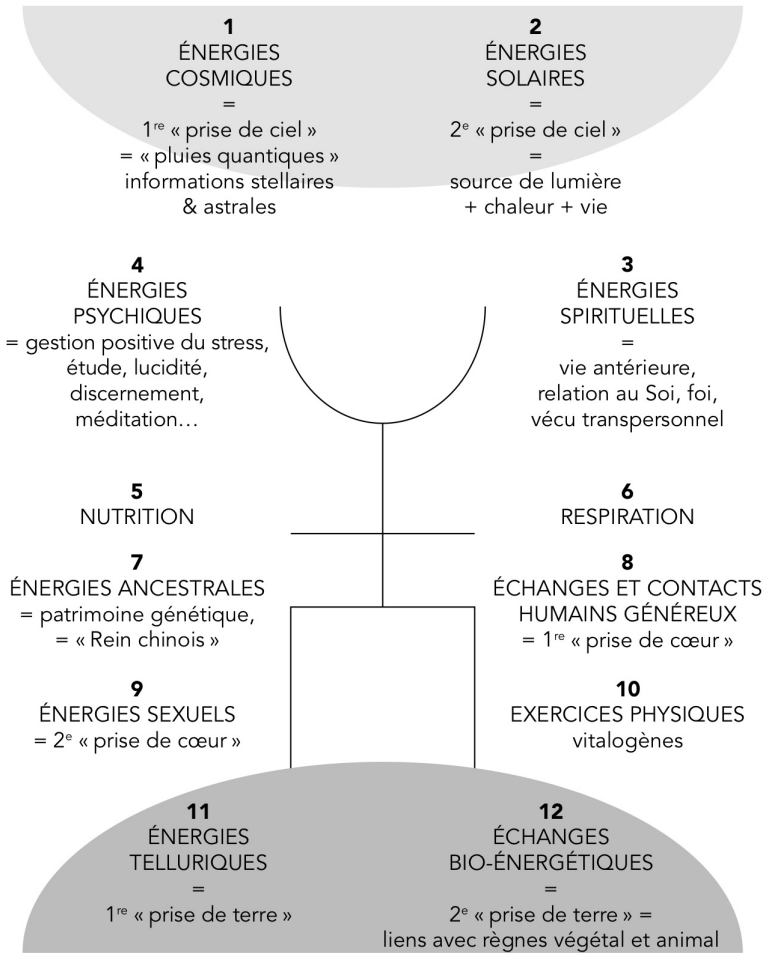 1
ÉNERGIES
COSMIQUES
=
1re « prise de ciel »
= « pluies quantiques »
informations stellaires
& astrales
2
ÉNERGIES
SOLAIRES
=
2e « prise de ciel »
=
source de lumière
+ chaleur + vie
4
ÉNERGIES
PSYCHIQUES
= gestion positive du stress,
étude, lucidité,
discernement,
méditation…
3
ÉNERGIES
SPIRITUELLES
=
vie antérieure,
relation au Soi, foi,
vécu transpersonnel
5
NUTRITION
6
RESPIRATION
7
ÉNERGIES ANCESTRALES
= patrimoine génétique,
= « Rein chinois »
8
ÉCHANGES ET CONTACTS
HUMAINS GÉNÉREUX
= 1re « prise de cœur »
9
ÉNERGIES SEXUELS
= 2e « prise de cœur »
10
EXERCICES PHYSIQUES
vitalogènes
11
ÉNERGIES
TELLURIQUES
=
1re « prise de terre »
12
ÉCHANGES
BIO-ÉNERGÉTIQUES
=
2e « prise de terre » =
liens avec règnes végétal et animal